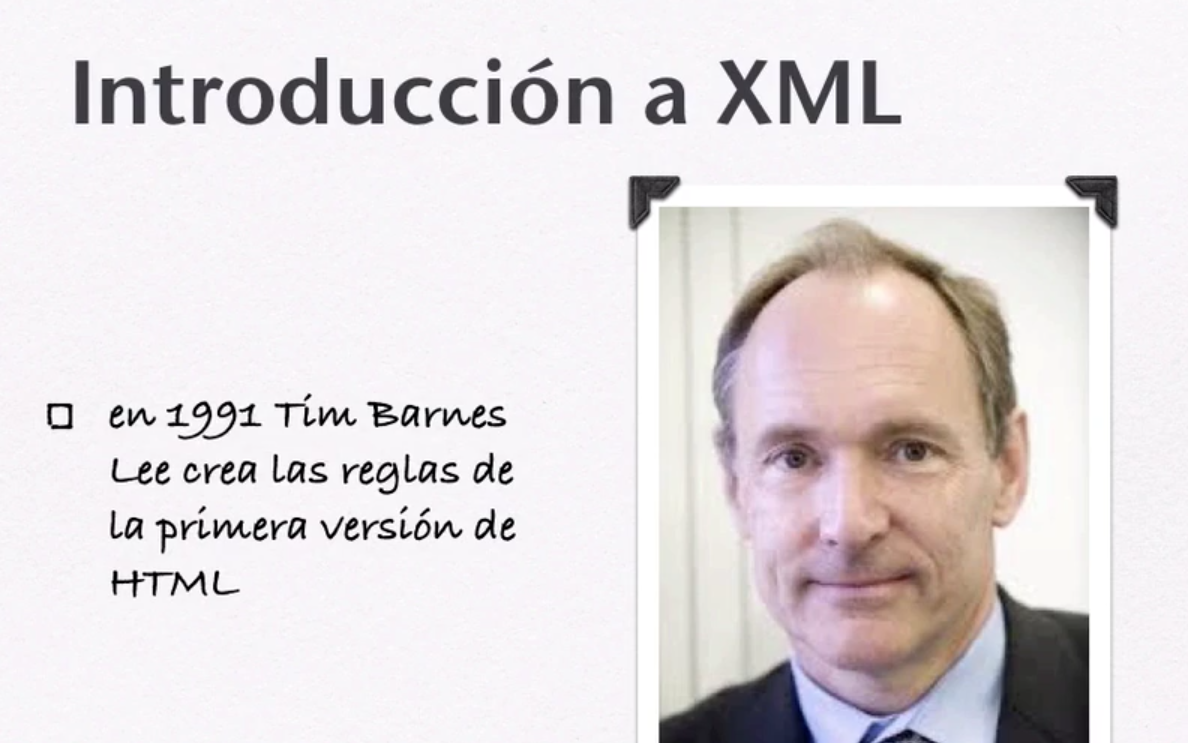 Introducción a XML
en 1991 Tim Barnes
Lee crea las reglas de
la primera versión de
HTML